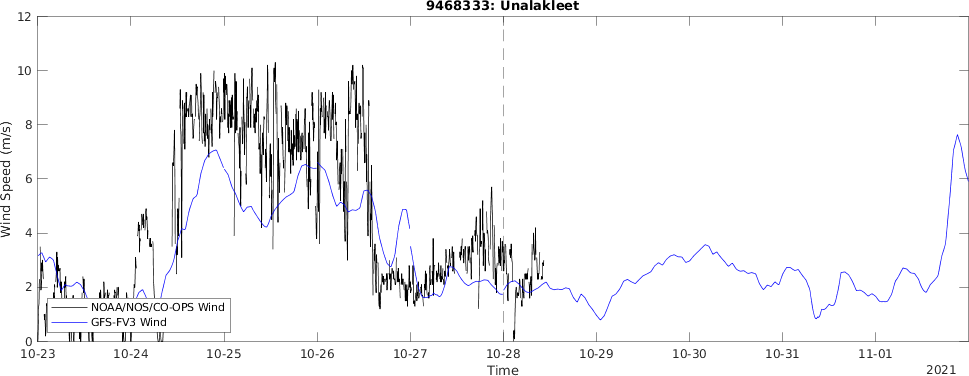 9468333: Unalakleet
Wind Speed (m/s)
12
10
8
6
4
2
0
NOAA/NOS/CO-OPS Wind
GFS-FV3 Wind
10-23 10-24 10-25 10-26 10-27 10-28 10-29 10-30 10-31 11-01
Time
2021